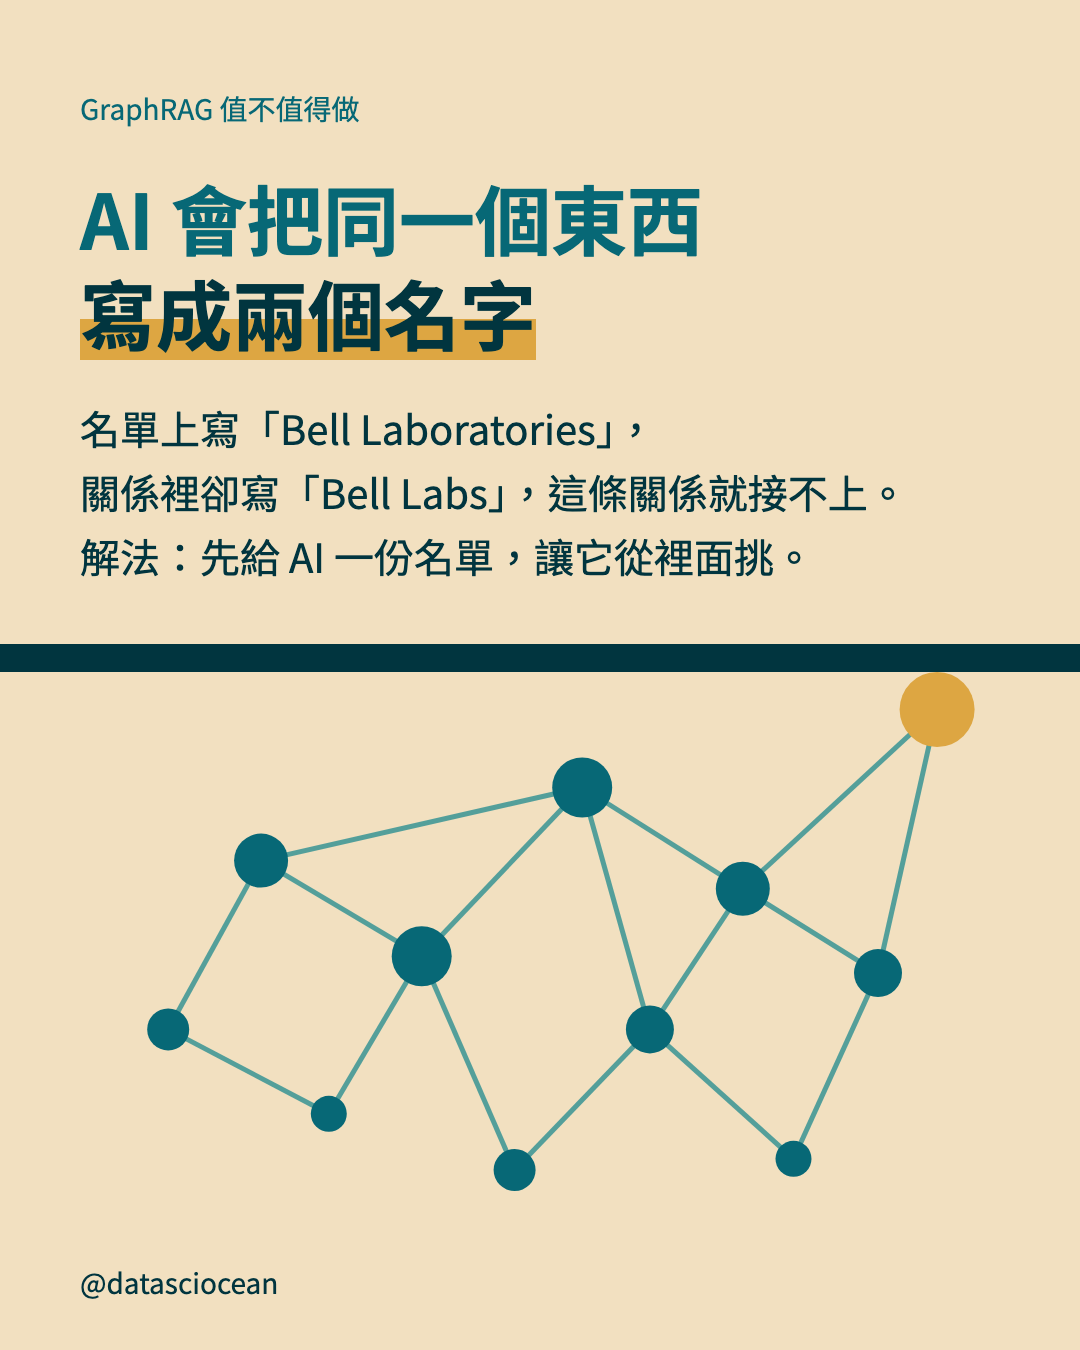 GraphRAG 值不值得做
AI 會把同一個東西
寫成兩個名字
名單上寫「Bell Laboratories」，
關係裡卻寫「Bell Labs」，這條關係就接不上。
解法：先給 AI 一份名單，讓它從裡面挑。
@datasciocean